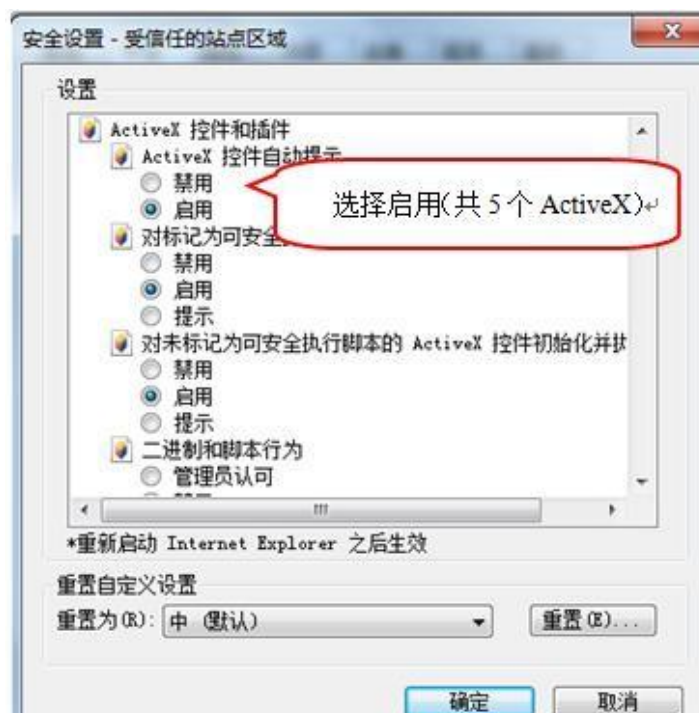 安全设置 - 受信任的站点区域
设置
ActiveX 控件和插件
ActiveX 控件自动提示
禁用
启用
选择启用(共5个 ActiveX)↵
对标记为可安全
禁用
启用
提示
对未标记为可安全执行脚本的 ActiveX 控件初始化并执
禁用
启用
提示
二进制和脚本行为
管理员认可
*重新启动 Internet Explorer 之后生效
重置自定义设置
重置为(R): 中 (默认)
重置(E)...
确定
取消